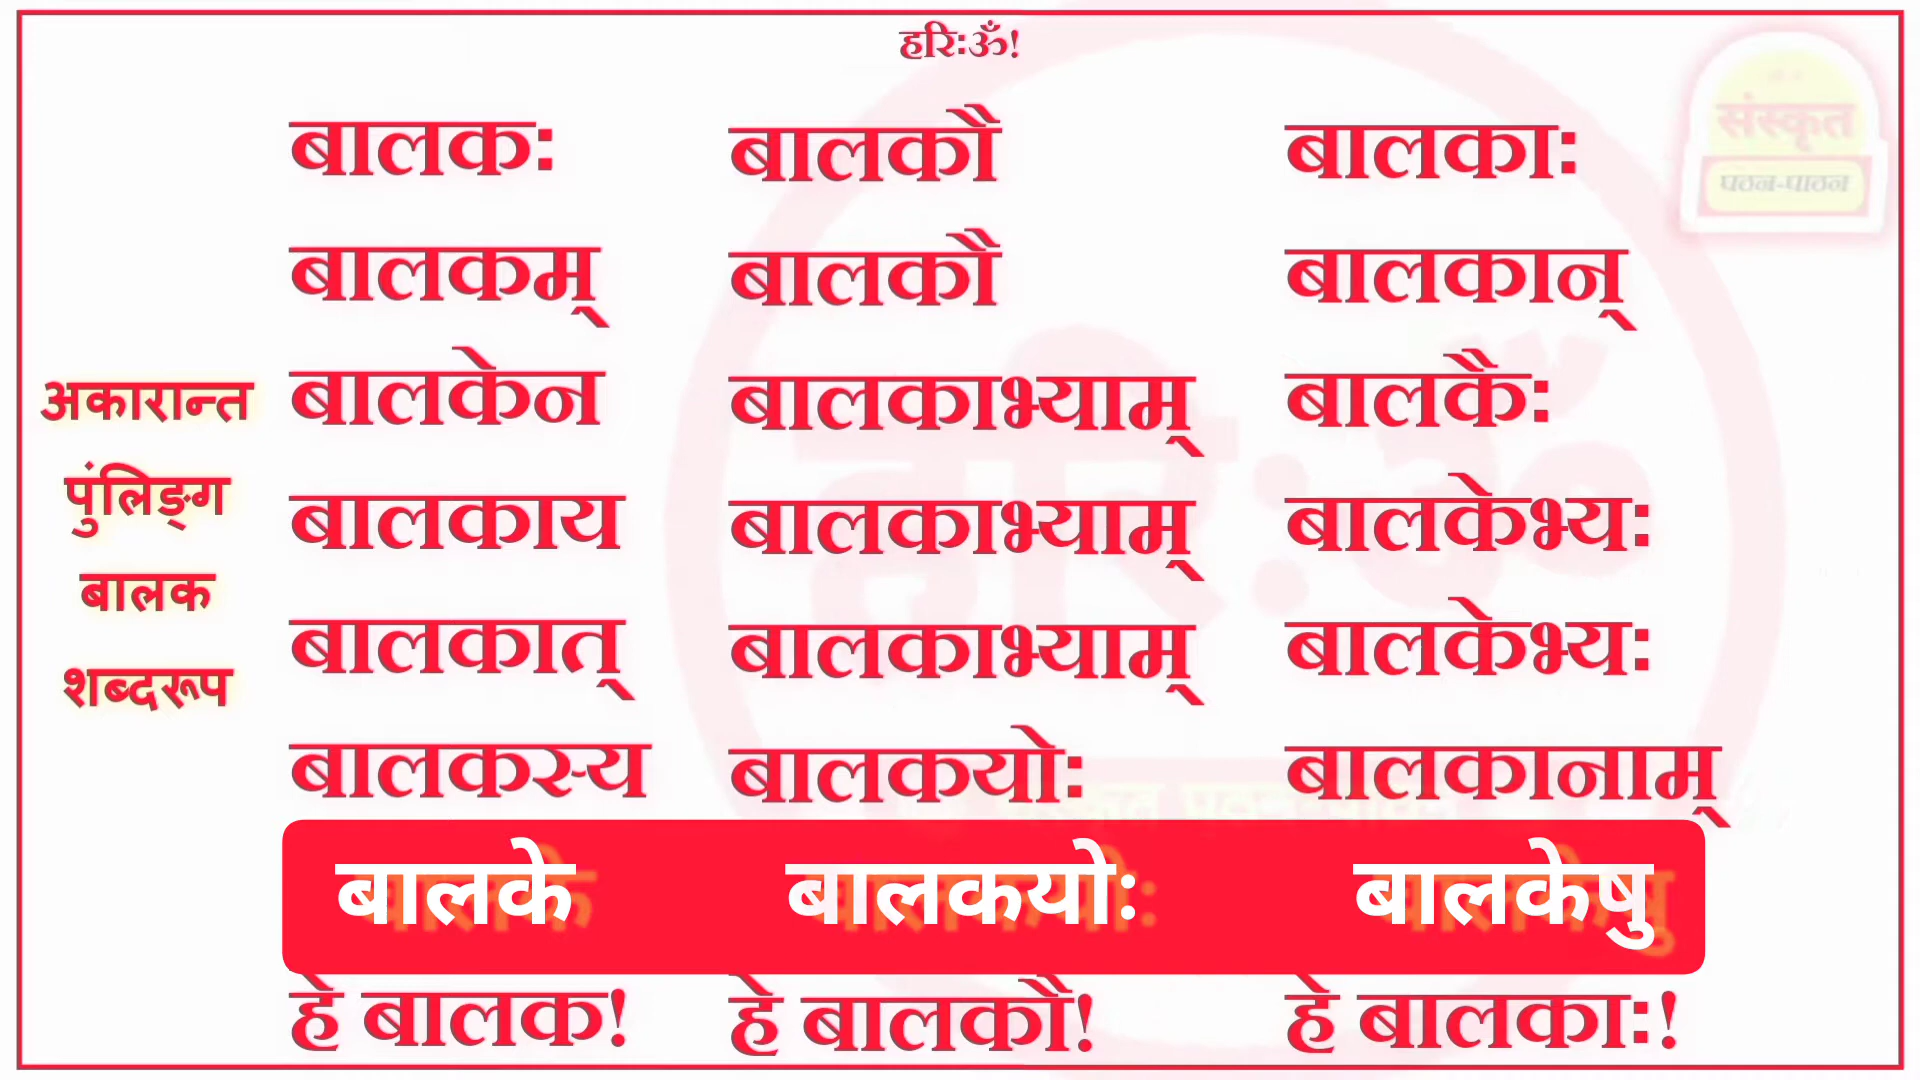 हरिःॐ!
संस्कृत
पठन-पाठन
बालकः बालकौ बालकाः
बालकम् बालकौ बालकान्
बालकेन बालकाभ्याम् बालकैः
बालकाय बालकाभ्याम् बालकेभ्यः
बालकात् बालकाभ्याम् बालकेभ्यः
बालकस्य बालकयोः बालकानाम्
बालके बालकयोः बालकेषु
हे बालक! हे बालकौ! हे बालकाः!
अकारान्त
पुंलिङ्ग
बालक
शब्दरूप
हरिःॐ